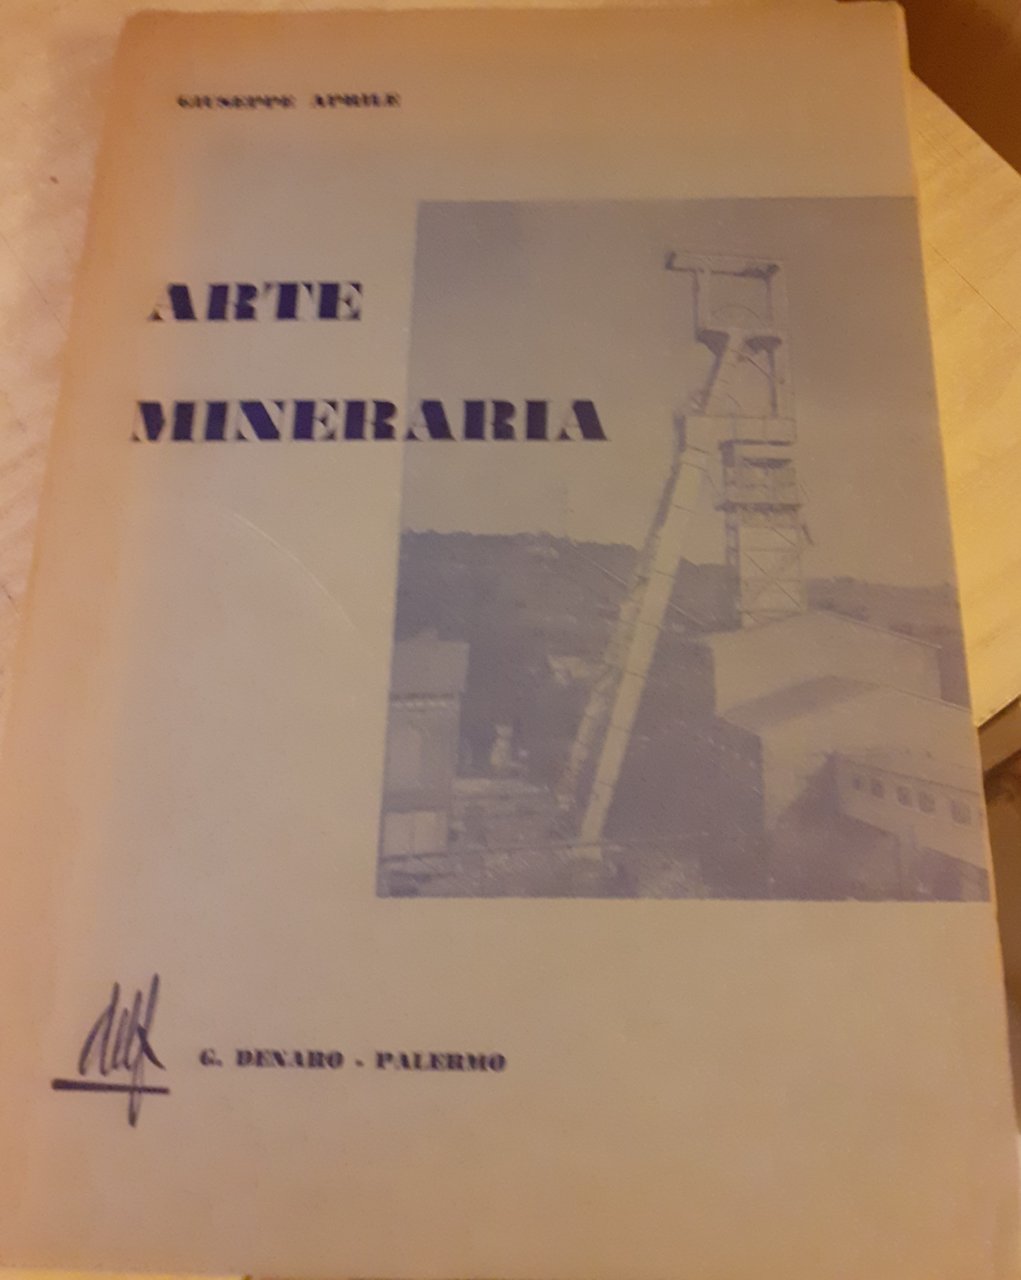 GIUSEPPE APRILE
ARTE
MINERARIA
G. DENARO - PALERMO